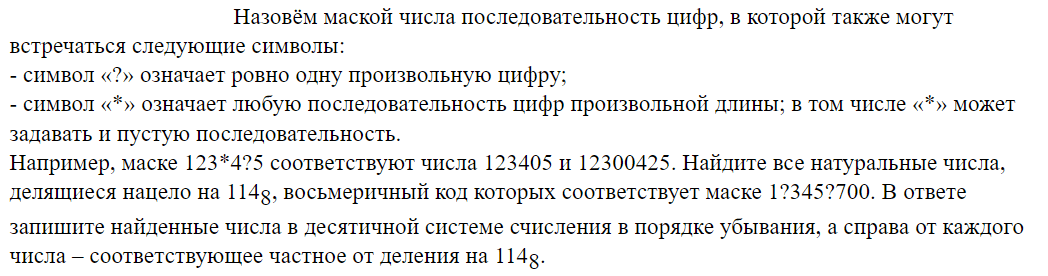 Назовём маской числа последовательность цифр, в которой также могут
встречаться следующие символы:
- символ «?» означает ровно одну произвольную цифру;
- символ «*» означает любую последовательность цифр произвольной длины; в том числе «*» может
задавать и пустую последовательность.
Например, маске 123*4?5 соответствуют числа 123405 и 12300425. Найдите все натуральные числа,
делящиеся нацело на 114₈, восьмеричный код которых соответствует маске 1?345?700. В ответе
запишите найденные числа в десятичной системе счисления в порядке убывания, а справа от каждого
числа – соответствующее частное от деления на 114₈.